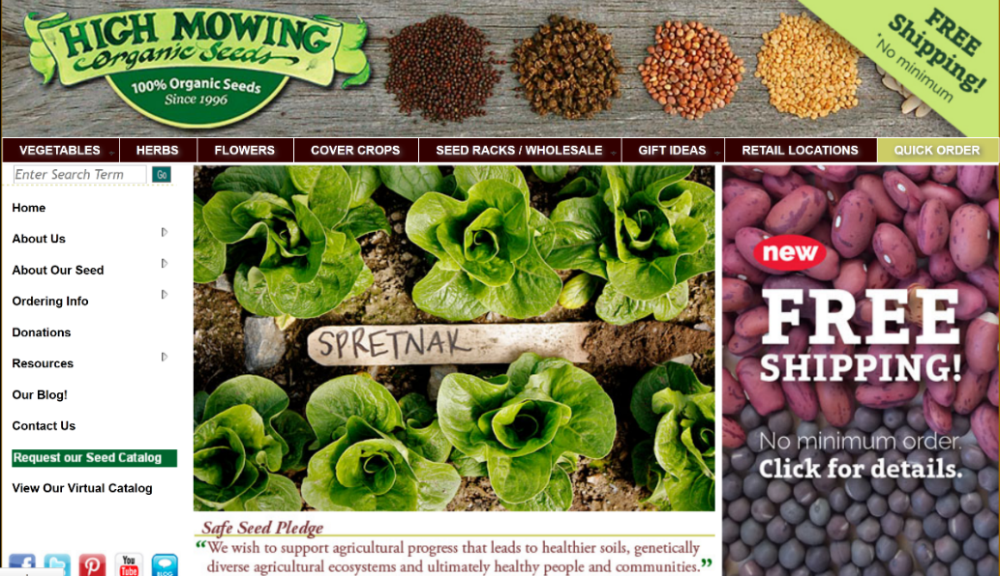 HIGH MOWING
Organic Seeds
100% Organic Seeds
Since 1996
FREE
Shipping!
*No minimum
VEGETABLES HERBS FLOWERS COVER CROPS SEED RACKS / WHOLESALE GIFT IDEAS RETAIL LOCATIONS QUICK ORDER
Enter Search Term Go
Home
About Us
About Our Seed
Ordering Info
Donations
Resources
Our Blog!
Contact Us
Request our Seed Catalog
View Our Virtual Catalog
SPRETNAK
new
FREE
SHIPPING!
No minimum order.
Click for details.
Safe Seed Pledge
“We wish to support agricultural progress that leads to healthier soils, genetically
diverse agricultural ecosystems and ultimately healthy people and communities.”
f t P You
Tube BLOG